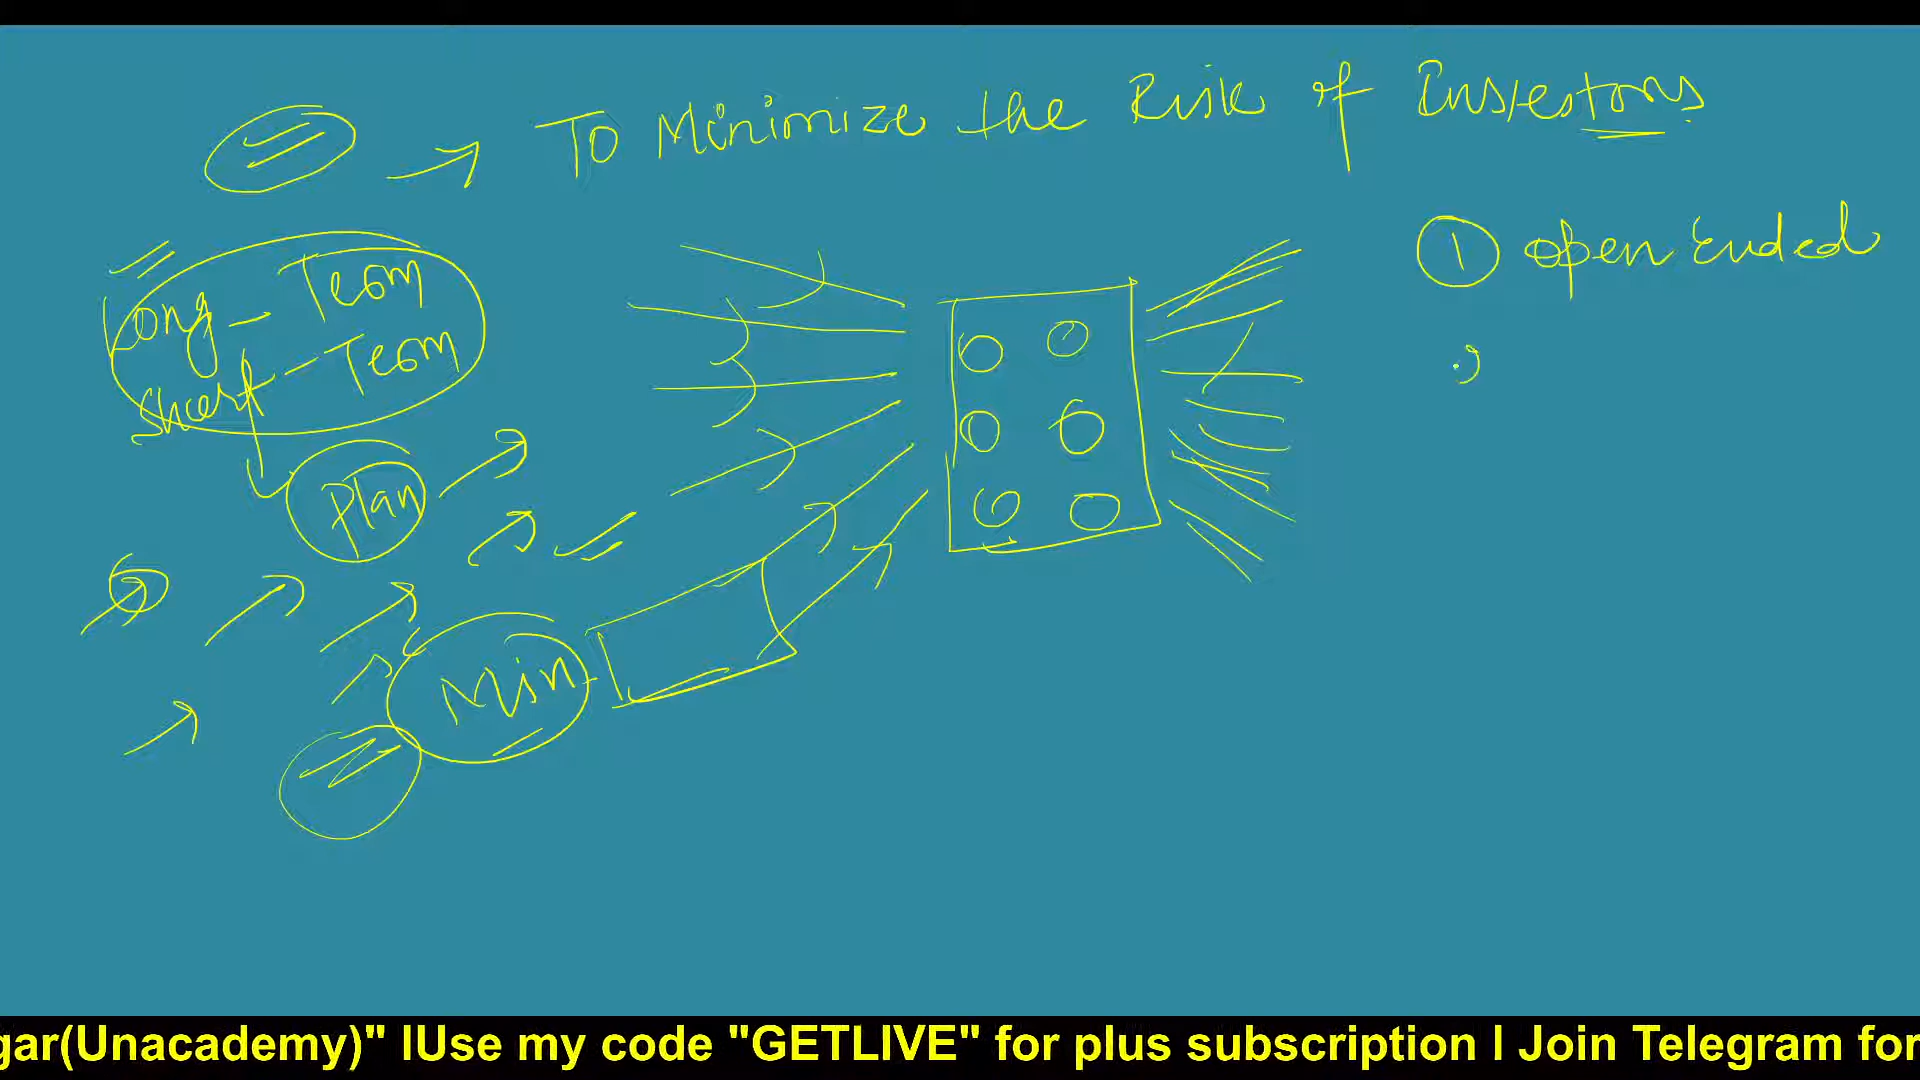 To Minimize the Risk of Investors
① open Ended
Long-Term
Short-Term
Plan
Min
gar(Unacademy)" IUse my code "GETLIVE" for plus subscription I Join Telegram for